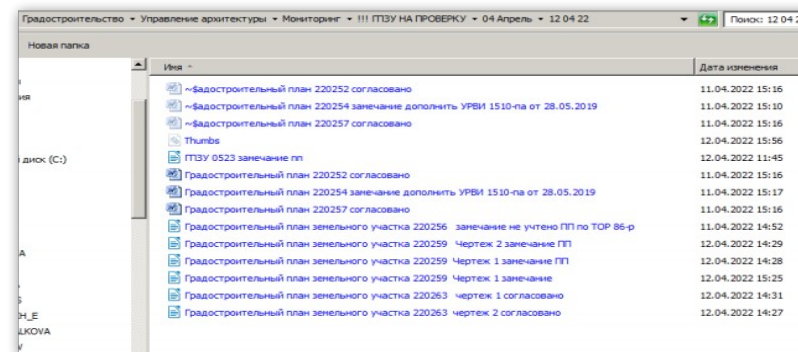 Градостроительство ▾ Управление архитектуры ▾ Мониторинг ▾ !!! ГПЗУ НА ПРОВЕРКУ ▾ 04 Апрель ▾ 12 04 22
Поиск: 12 04 2
Новая папка
Имя
Дата изменения
~$адостроительный план 220252 согласовано 11.04.2022 15:16
~$адостроительный план 220254 замечание дополнить УРВИ 1510-па от 28.05.2019 11.04.2022 15:10
~$адостроительный план 220257 согласовано 11.04.2022 15:16
Thumbs 12.04.2022 15:56
ГПЗУ 0523 замечание пп 12.04.2022 11:45
Градостроительный план 220252 согласовано 11.04.2022 15:16
Градостроительный план 220254 замечание дополнить УРВИ 1510-па от 28.05.2019 11.04.2022 15:17
Градостроительный план 220257 согласовано 11.04.2022 15:16
Градостроительный план земельного участка 220256 замечание не учтено ПП по ТОР 86-р 11.04.2022 14:52
Градостроительный план земельного участка 220259 Чертеж 2 замечание ПП 12.04.2022 14:29
Градостроительный план земельного участка 220259 Чертеж 1 замечание ПП 12.04.2022 14:28
Градостроительный план земельного участка 220259 Чертеж 1 замечание 12.04.2022 15:25
Градостроительный план земельного участка 220263 чертеж 1 согласовано 12.04.2022 14:31
Градостроительный план земельного участка 220263 чертеж 2 согласовано 12.04.2022 14:27
ия
диск (C:)
A
H_E
LKOVA